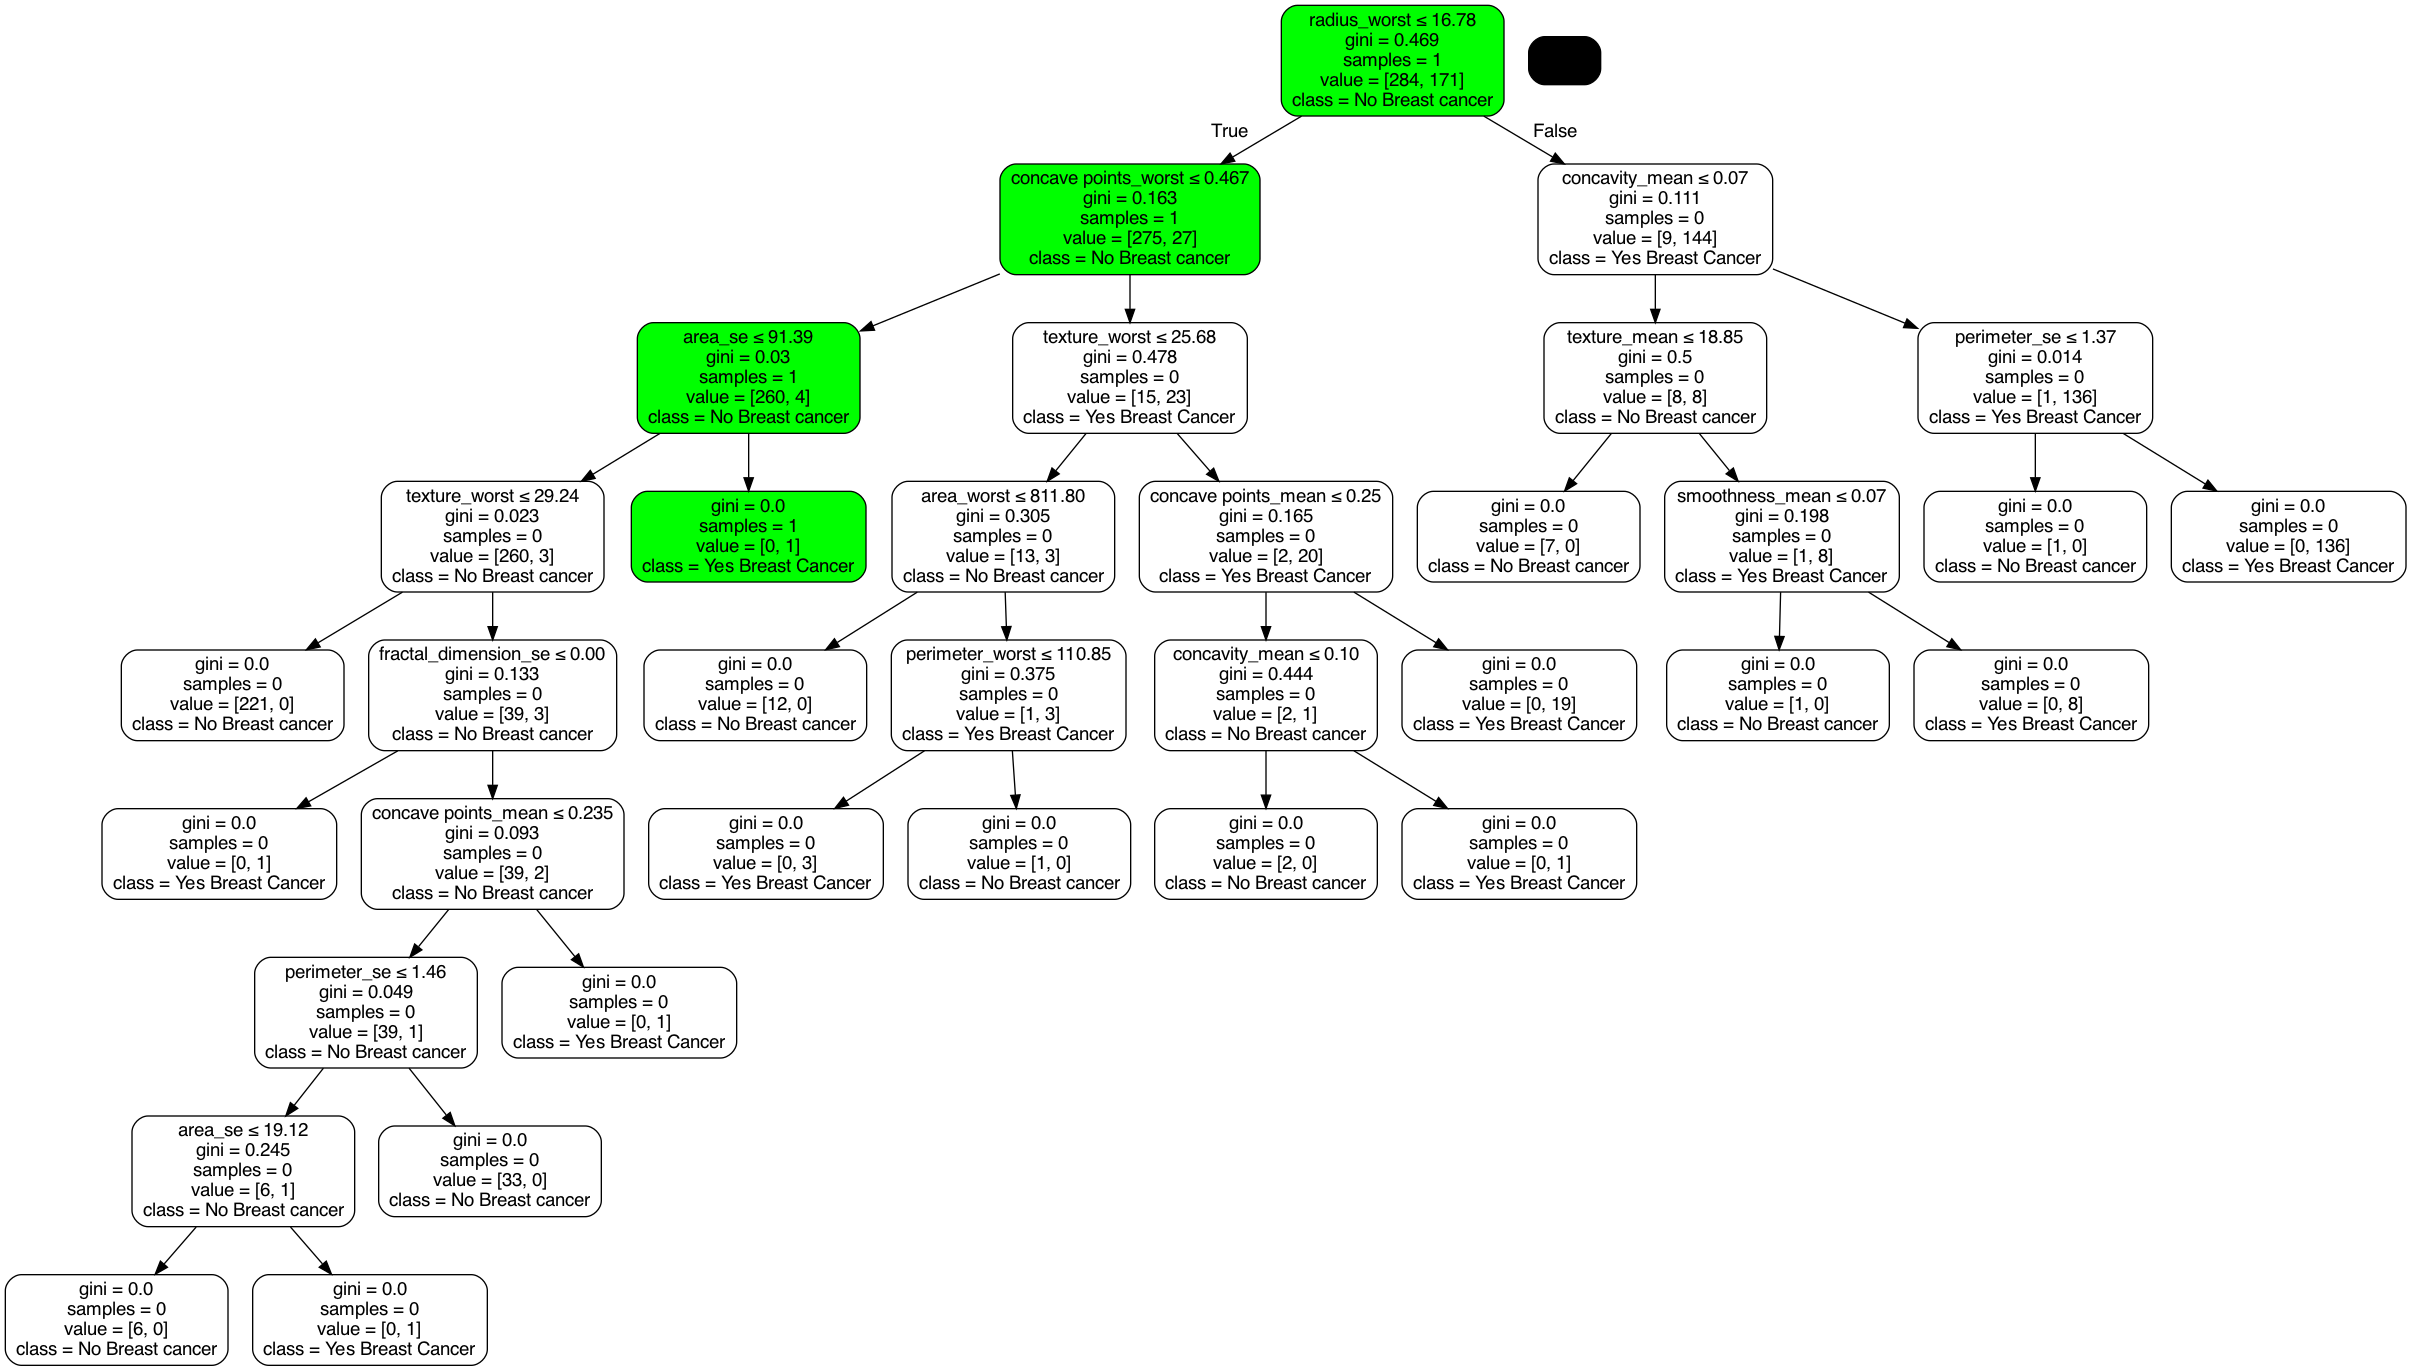 radius_worst ≤ 16.78
gini = 0.469
samples = 1
value = [284, 171]
class = No Breast cancer
True
False
concave points_worst ≤ 0.467
gini = 0.163
samples = 1
value = [275, 27]
class = No Breast cancer
concavity_mean ≤ 0.07
gini = 0.111
samples = 0
value = [9, 144]
class = Yes Breast Cancer
area_se ≤ 91.39
gini = 0.03
samples = 1
value = [260, 4]
class = No Breast cancer
texture_worst ≤ 25.68
gini = 0.478
samples = 0
value = [15, 23]
class = Yes Breast Cancer
texture_mean ≤ 18.85
gini = 0.5
samples = 0
value = [8, 8]
class = No Breast cancer
perimeter_se ≤ 1.37
gini = 0.014
samples = 0
value = [1, 136]
class = Yes Breast Cancer
texture_worst ≤ 29.24
gini = 0.023
samples = 0
value = [260, 3]
class = No Breast cancer
gini = 0.0
samples = 1
value = [0, 1]
class = Yes Breast Cancer
area_worst ≤ 811.80
gini = 0.305
samples = 0
value = [13, 3]
class = No Breast cancer
concave points_mean ≤ 0.25
gini = 0.165
samples = 0
value = [2, 20]
class = Yes Breast Cancer
gini = 0.0
samples = 0
value = [7, 0]
class = No Breast cancer
smoothness_mean ≤ 0.07
gini = 0.198
samples = 0
value = [1, 8]
class = Yes Breast Cancer
gini = 0.0
samples = 0
value = [1, 0]
class = No Breast cancer
gini = 0.0
samples = 0
value = [0, 136]
class = Yes Breast Cancer
gini = 0.0
samples = 0
value = [221, 0]
class = No Breast cancer
fractal_dimension_se ≤ 0.00
gini = 0.133
samples = 0
value = [39, 3]
class = No Breast cancer
gini = 0.0
samples = 0
value = [12, 0]
class = No Breast cancer
perimeter_worst ≤ 110.85
gini = 0.375
samples = 0
value = [1, 3]
class = Yes Breast Cancer
concavity_mean ≤ 0.10
gini = 0.444
samples = 0
value = [2, 1]
class = No Breast cancer
gini = 0.0
samples = 0
value = [0, 19]
class = Yes Breast Cancer
gini = 0.0
samples = 0
value = [1, 0]
class = No Breast cancer
gini = 0.0
samples = 0
value = [0, 8]
class = Yes Breast Cancer
gini = 0.0
samples = 0
value = [0, 1]
class = Yes Breast Cancer
concave points_mean ≤ 0.235
gini = 0.093
samples = 0
value = [39, 2]
class = No Breast cancer
gini = 0.0
samples = 0
value = [0, 3]
class = Yes Breast Cancer
gini = 0.0
samples = 0
value = [1, 0]
class = No Breast cancer
gini = 0.0
samples = 0
value = [2, 0]
class = No Breast cancer
gini = 0.0
samples = 0
value = [0, 1]
class = Yes Breast Cancer
perimeter_se ≤ 1.46
gini = 0.049
samples = 0
value = [39, 1]
class = No Breast cancer
gini = 0.0
samples = 0
value = [0, 1]
class = Yes Breast Cancer
area_se ≤ 19.12
gini = 0.245
samples = 0
value = [6, 1]
class = No Breast cancer
gini = 0.0
samples = 0
value = [33, 0]
class = No Breast cancer
gini = 0.0
samples = 0
value = [6, 0]
class = No Breast cancer
gini = 0.0
samples = 0
value = [0, 1]
class = Yes Breast Cancer